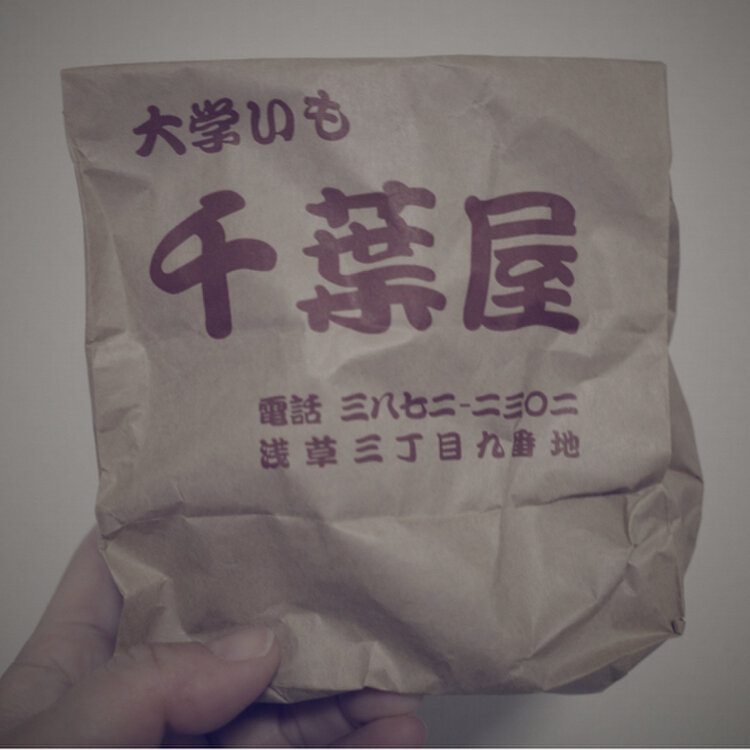 大学いも
千葉屋
電話 三八七二-二三〇二
浅草三丁目九番地